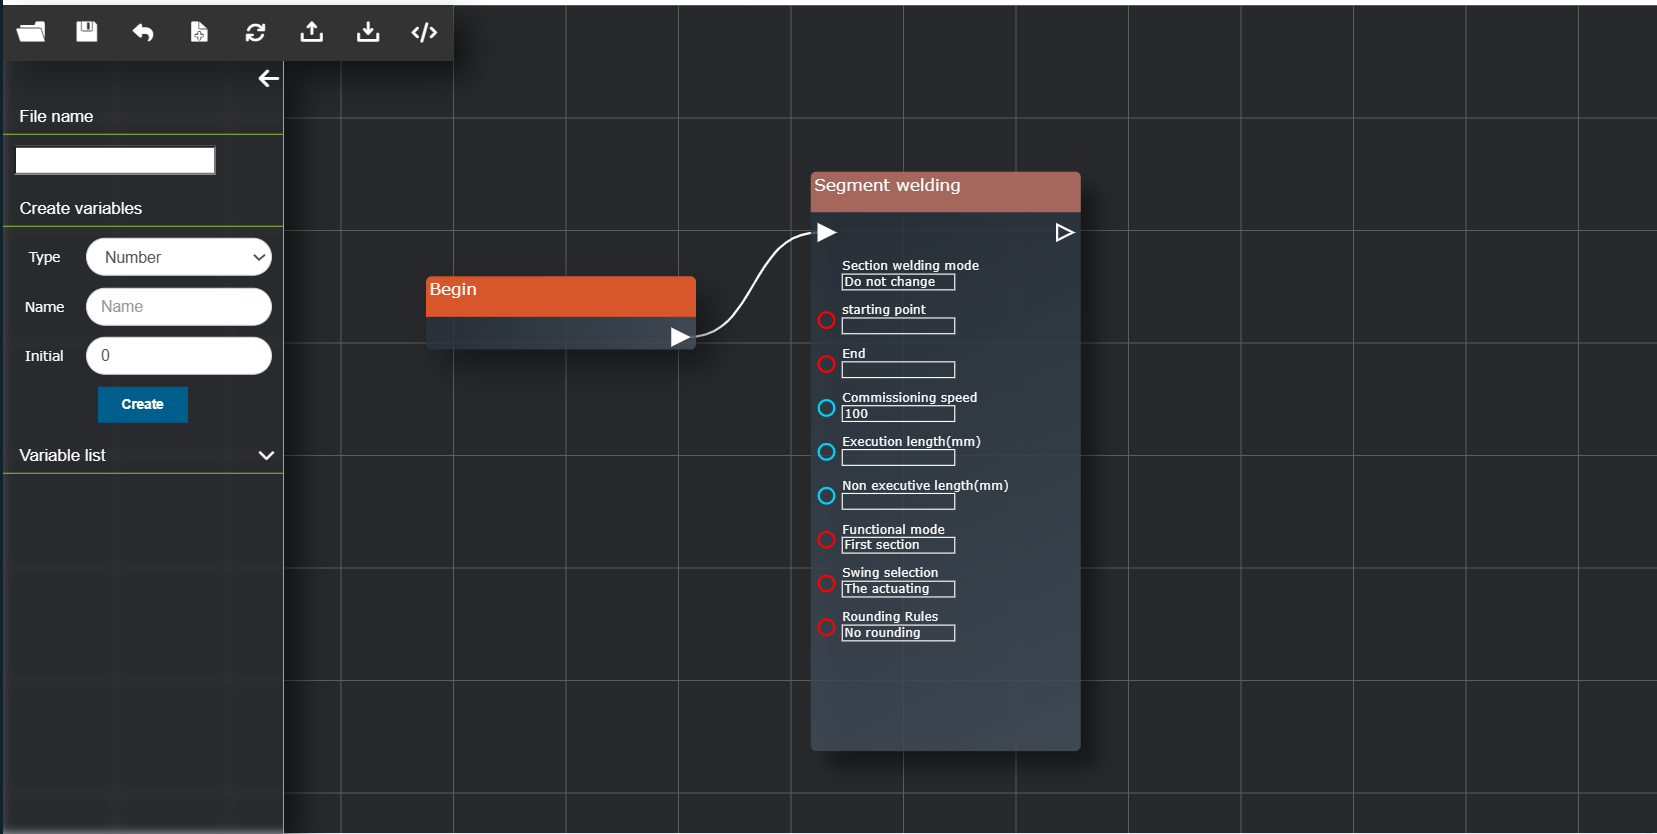 File name
Create variables
Type
Number
Name
Name
Initial
0
Create
Variable list
Begin
Segment welding
Section welding mode
Do not change
starting point
End
Commissioning speed
100
Execution length(mm)
Non executive length(mm)
Functional mode
First section
Swing selection
The actuating
Rounding Rules
No rounding